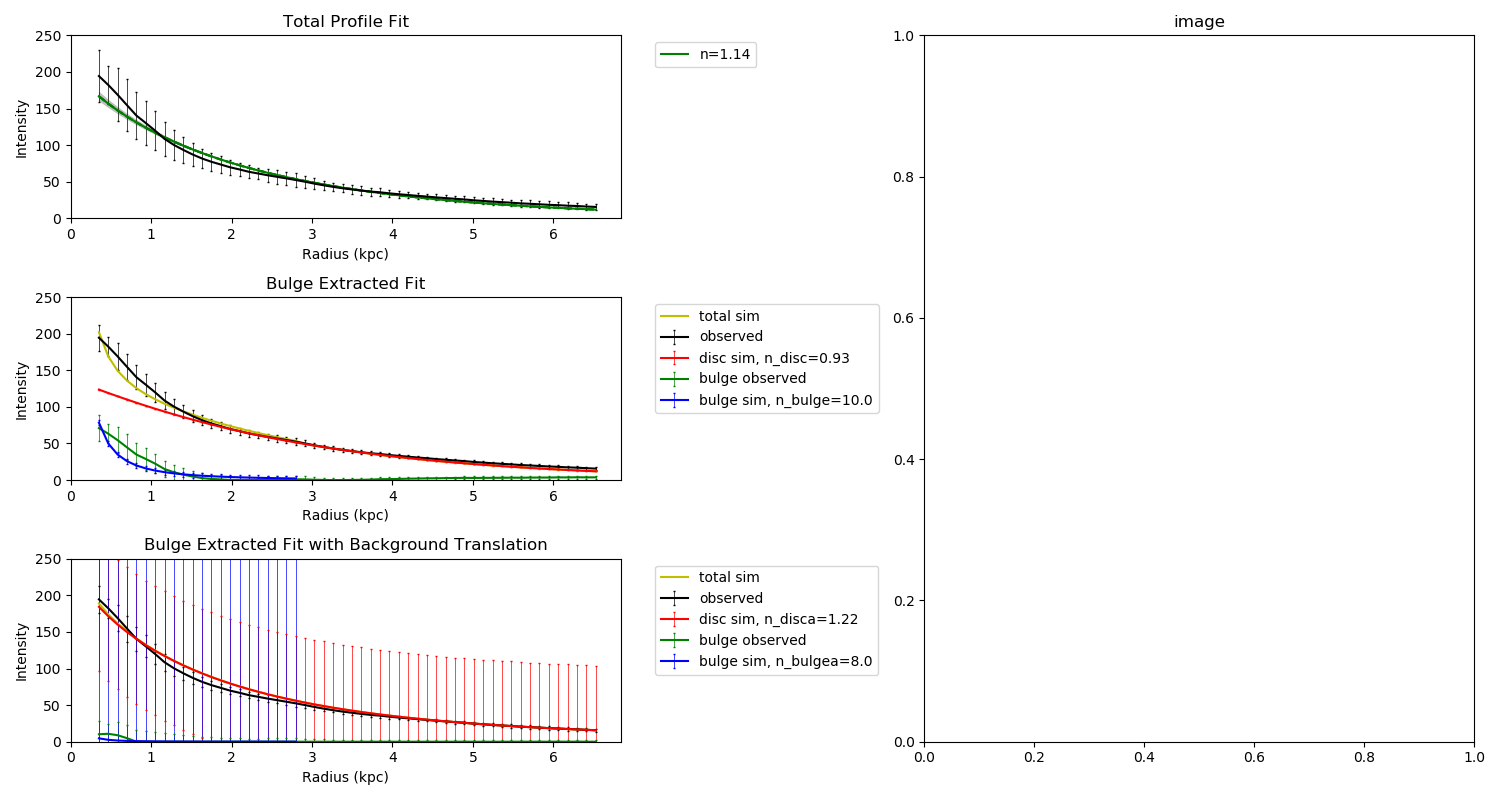 Total Profile Fit
250
200
150
100
50
0
Intensity
0 1 2 3 4 5 6
Radius (kpc)
n=1.14
Bulge Extracted Fit
250
200
150
100
50
0
Intensity
0 1 2 3 4 5 6
Radius (kpc)
total sim
observed
disc sim, n_disc=0.93
bulge observed
bulge sim, n_bulge=10.0
Bulge Extracted Fit with Background Translation
250
200
150
100
50
0
Intensity
0 1 2 3 4 5 6
Radius (kpc)
total sim
observed
disc sim, n_disca=1.22
bulge observed
bulge sim, n_bulgea=8.0
image
1.0
0.8
0.6
0.4
0.2
0.0
0.0 0.2 0.4 0.6 0.8 1.0